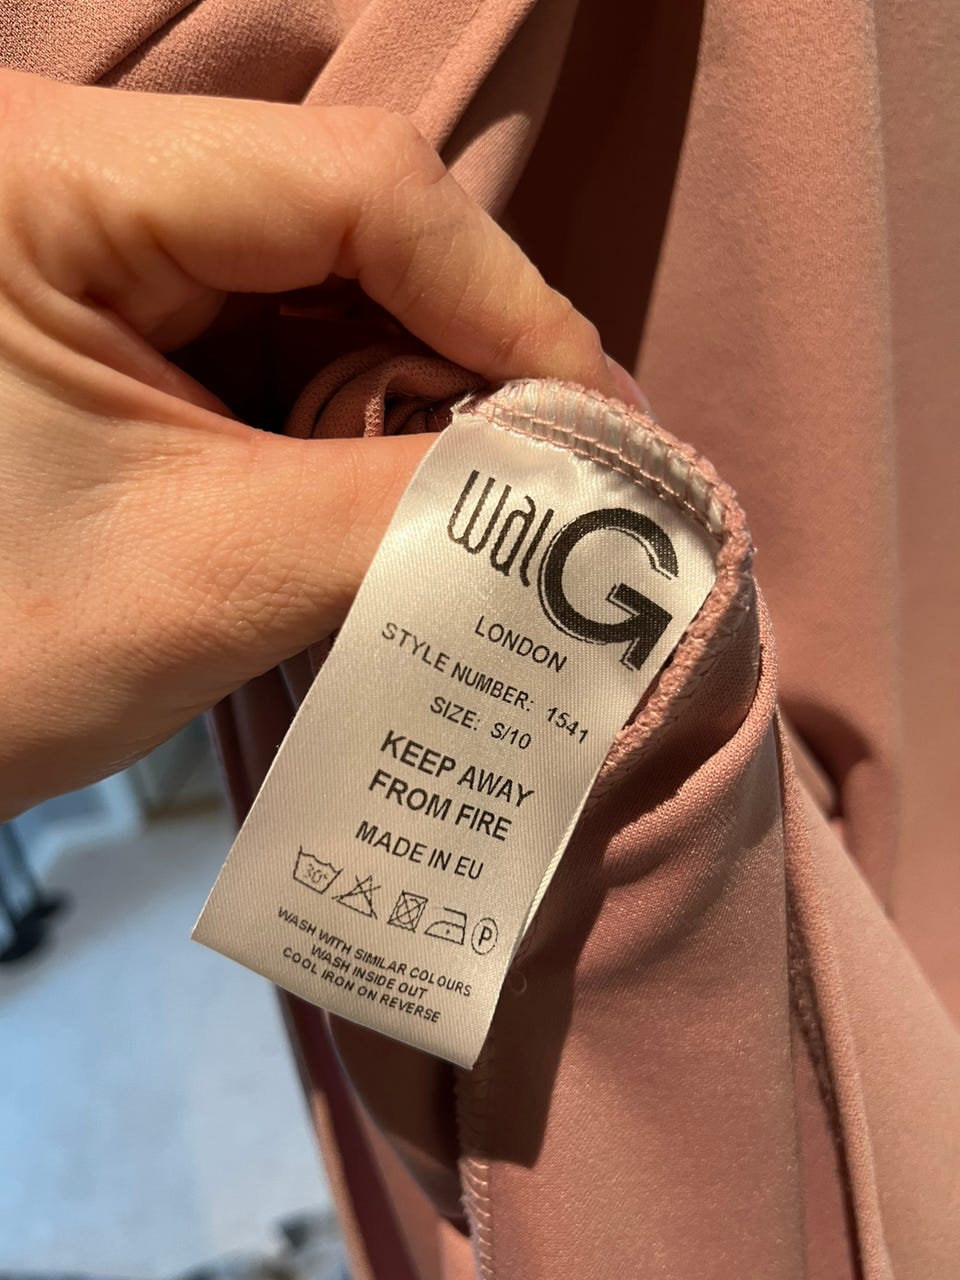 WalG
LONDON
STYLE NUMBER: 1541
SIZE: S/10
KEEP AWAY
FROM FIRE
MADE IN EU
30° P
WASH WITH SIMILAR COLOURS
WASH INSIDE OUT
COOL IRON ON REVERSE